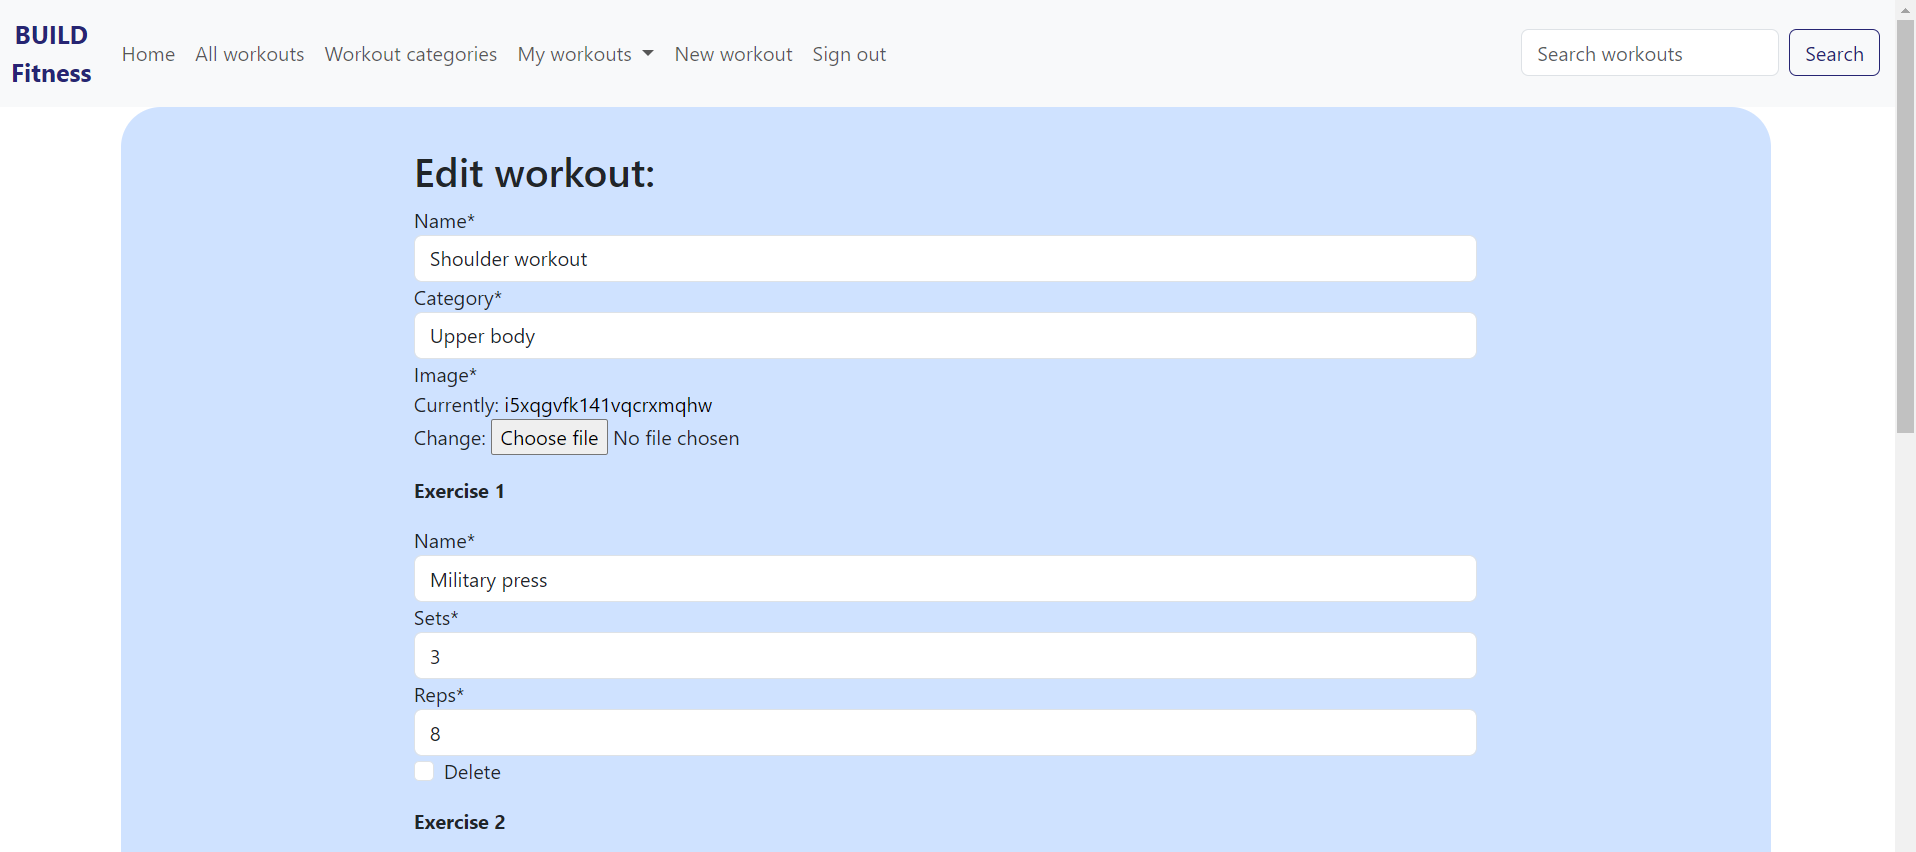 BUILD
Fitness
Home All workouts Workout categories My workouts New workout Sign out
Search workouts Search
Edit workout:
Name*
Shoulder workout
Category*
Upper body
Image*
Currently: i5xqgvfk141vqcrxmqhw
Change: Choose file No file chosen
Exercise 1
Name*
Military press
Sets*
3
Reps*
8
Delete
Exercise 2